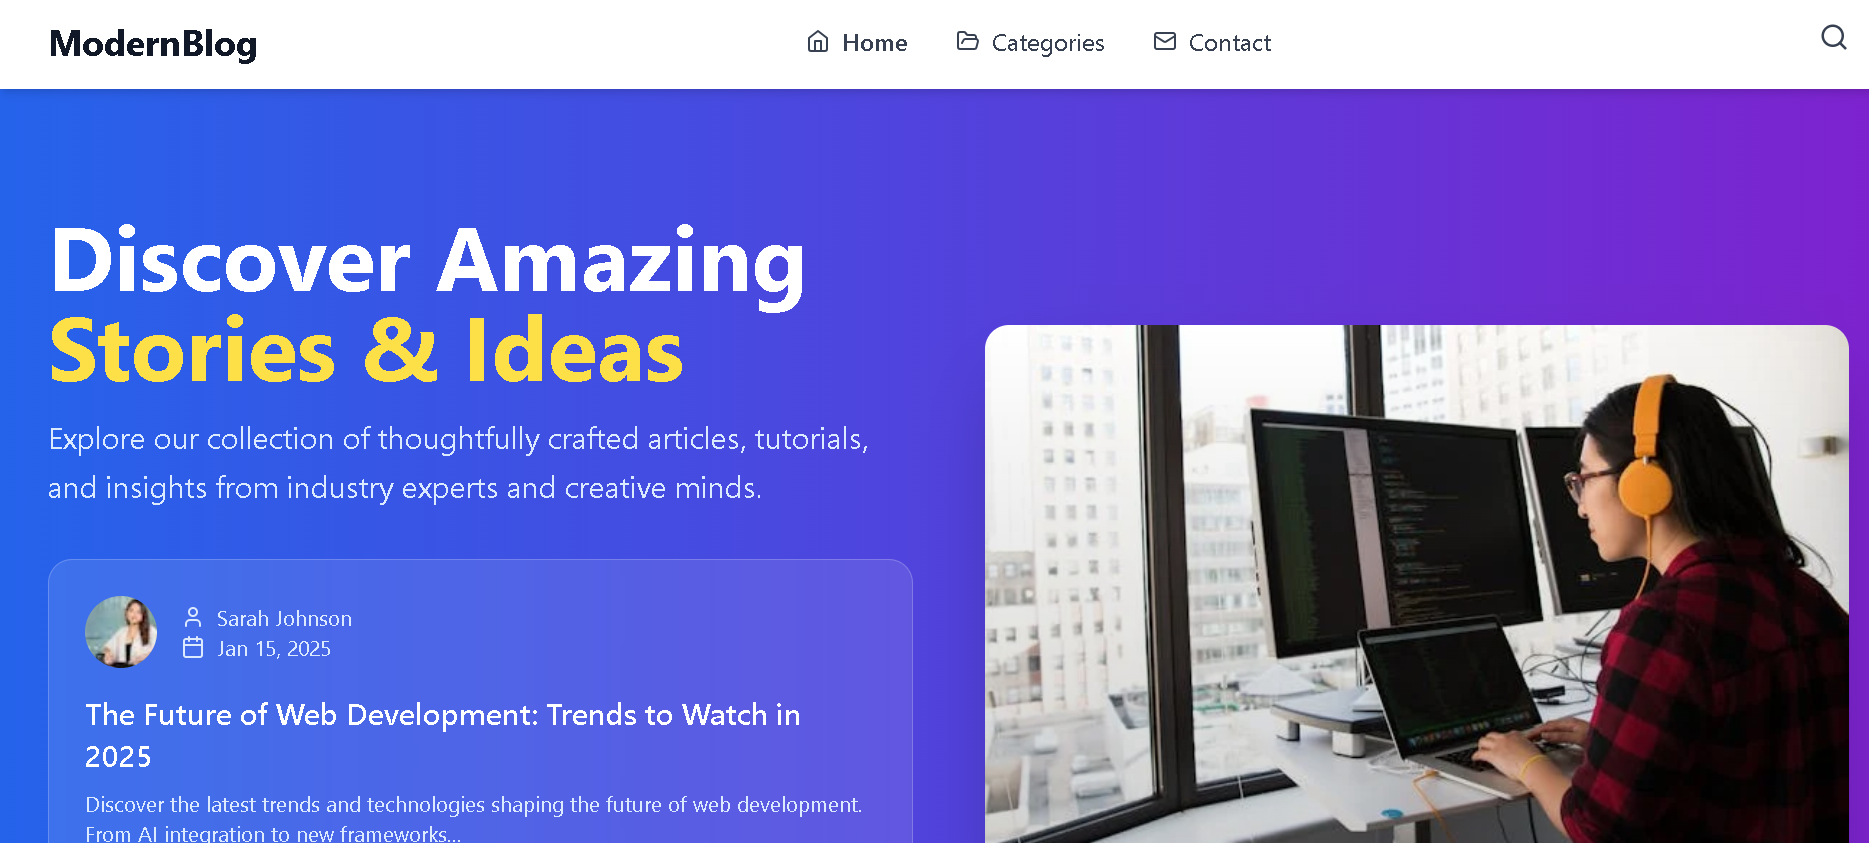 ModernBlog
Home
Categories
Contact
Discover Amazing
Stories & Ideas
Explore our collection of thoughtfully crafted articles, tutorials,
and insights from industry experts and creative minds.
Sarah Johnson
Jan 15, 2025
The Future of Web Development: Trends to Watch in
2025
Discover the latest trends and technologies shaping the future of web development.
From AI integration to new frameworks...